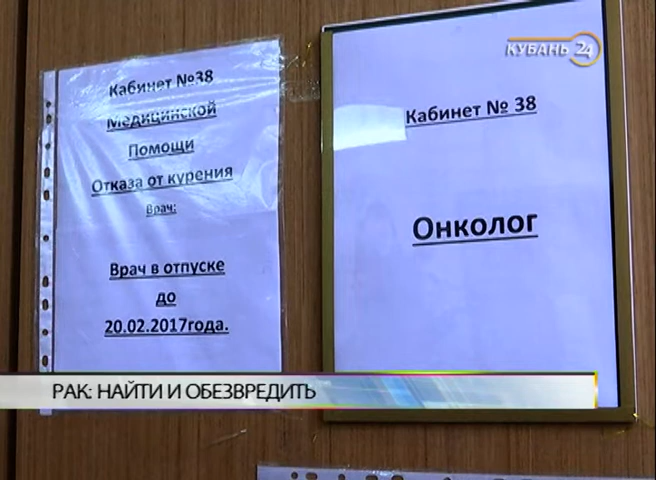 Кабинет №38
Медицинской
Помощи
Отказа от курения
Врач:
Врач в отпуске
до
20.02.2017года.
КУБАНЬ 24
Кабинет № 38
Онколог
РАК: НАЙТИ И ОБЕЗВРЕДИТЬ